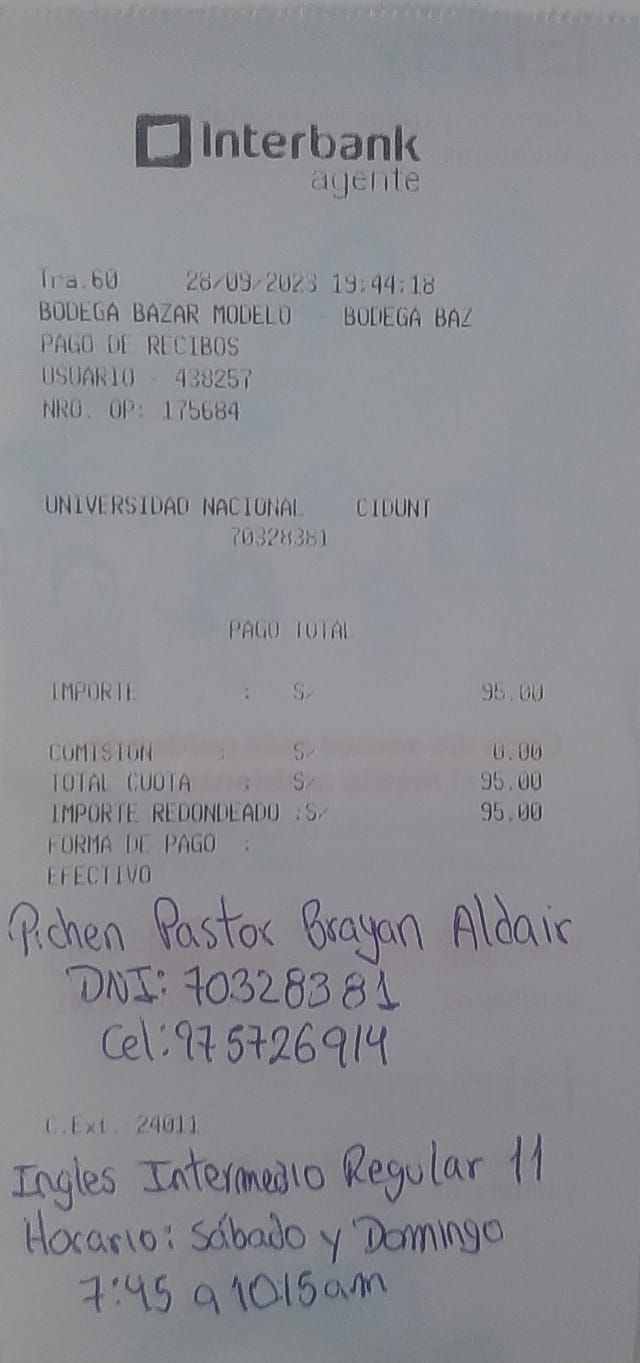 Interbank
agente
Tra.60 28/09/2023 19:44:18
BODEGA BAZAR MODELO - BODEGA BAZ
PAGO DE RECIBOS
USUARIO - 438257
NRO. OP: 175684
UNIVERSIDAD NACIONAL CIDUNT
70328381
PAGO TOTAL
IMPORTE : S/ 95.00
COMISION : S/ 0.00
TOTAL CUOTA : S/ 95.00
IMPORTE REDONDEADO :S/ 95.00
FORMA DE PAGO :
EFECTIVO
Pichen Pastor Brayan Aldair
DNI: 70328381
Cel: 975726914
C.Ext. 24011
Ingles Intermedio Regular 11
Horario: Sábado y Domingo
7:45 a 10:15am